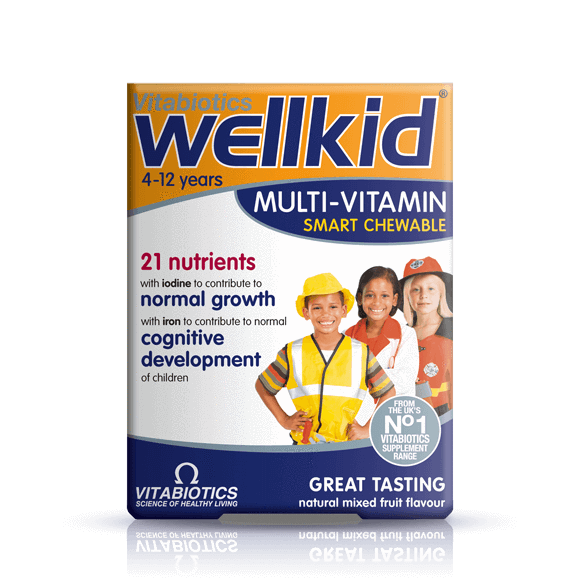 Vitabiotics
wellkid®
4-12 years
MULTI-VITAMIN
SMART CHEWABLE
21 nutrients
with iodine to contribute to
normal growth
with iron to contribute to normal
cognitive
development
of children
FROM
THE UK'S
Nº1
VITABIOTICS
SUPPLEMENT
RANGE
Ω
VITABIOTICS
SCIENCE OF HEALTHY LIVING
GREAT TASTING
natural mixed fruit flavour